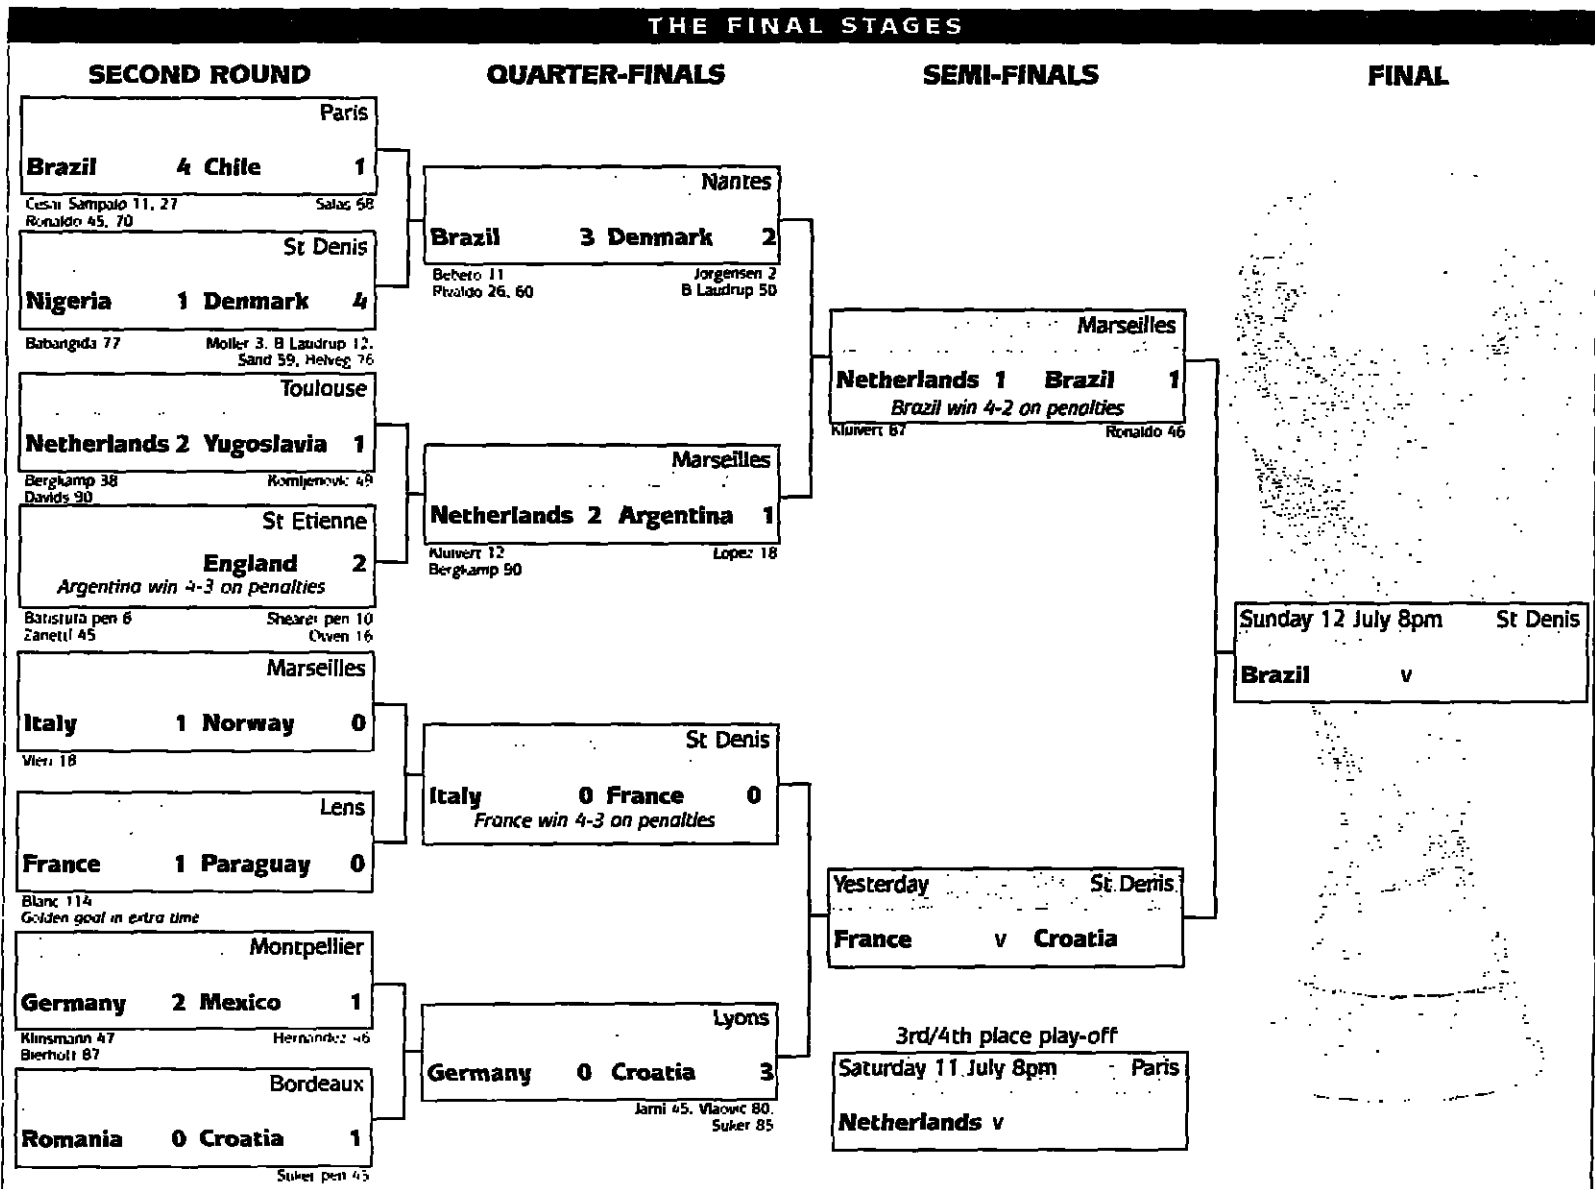 THE FINAL STAGES
SECOND ROUND
Paris
Brazil 4 Chile 1
Cesar Sampaio 11, 27 Salas 68
Ronaldo 45, 70
St Denis
Nigeria 1 Denmark 4
Babangida 77 Moller 3, B Laudrup 12,
Sand 59, Helveg 76
Toulouse
Netherlands 2 Yugoslavia 1
Bergkamp 38 Komljenovic 49
Davids 90
St Etienne
England 2
Argentina win 4-3 on penalties
Batistuta pen 6 Shearer pen 10
Zanetti 45 Owen 16
Marseilles
Italy 1 Norway 0
Vieri 18
Lens
France 1 Paraguay 0
Blanc 114
Golden goal in extra time
Montpellier
Germany 2 Mexico 1
Klinsmann 47 Hernandez 46
Bierhoff 87
Bordeaux
Romania 0 Croatia 1
Suker pen 45
QUARTER-FINALS
Nantes
Brazil 3 Denmark 2
Bebeto 11 Jorgensen 2
Rivaldo 26, 60 B Laudrup 50
Marseilles
Netherlands 2 Argentina 1
Kluivert 12 Lopez 18
Bergkamp 90
St Denis
Italy 0 France 0
France win 4-3 on penalties
Lyons
Germany 0 Croatia 3
Jarni 45, Vlaovic 80,
Suker 85
SEMI-FINALS
Marseilles
Netherlands 1 Brazil 1
Brazil win 4-2 on penalties
Kluivert 87 Ronaldo 46
Yesterday St Denis
France v Croatia
3rd/4th place play-off
Saturday 11 July 8pm Paris
Netherlands v
FINAL
Sunday 12 July 8pm St Denis
Brazil v